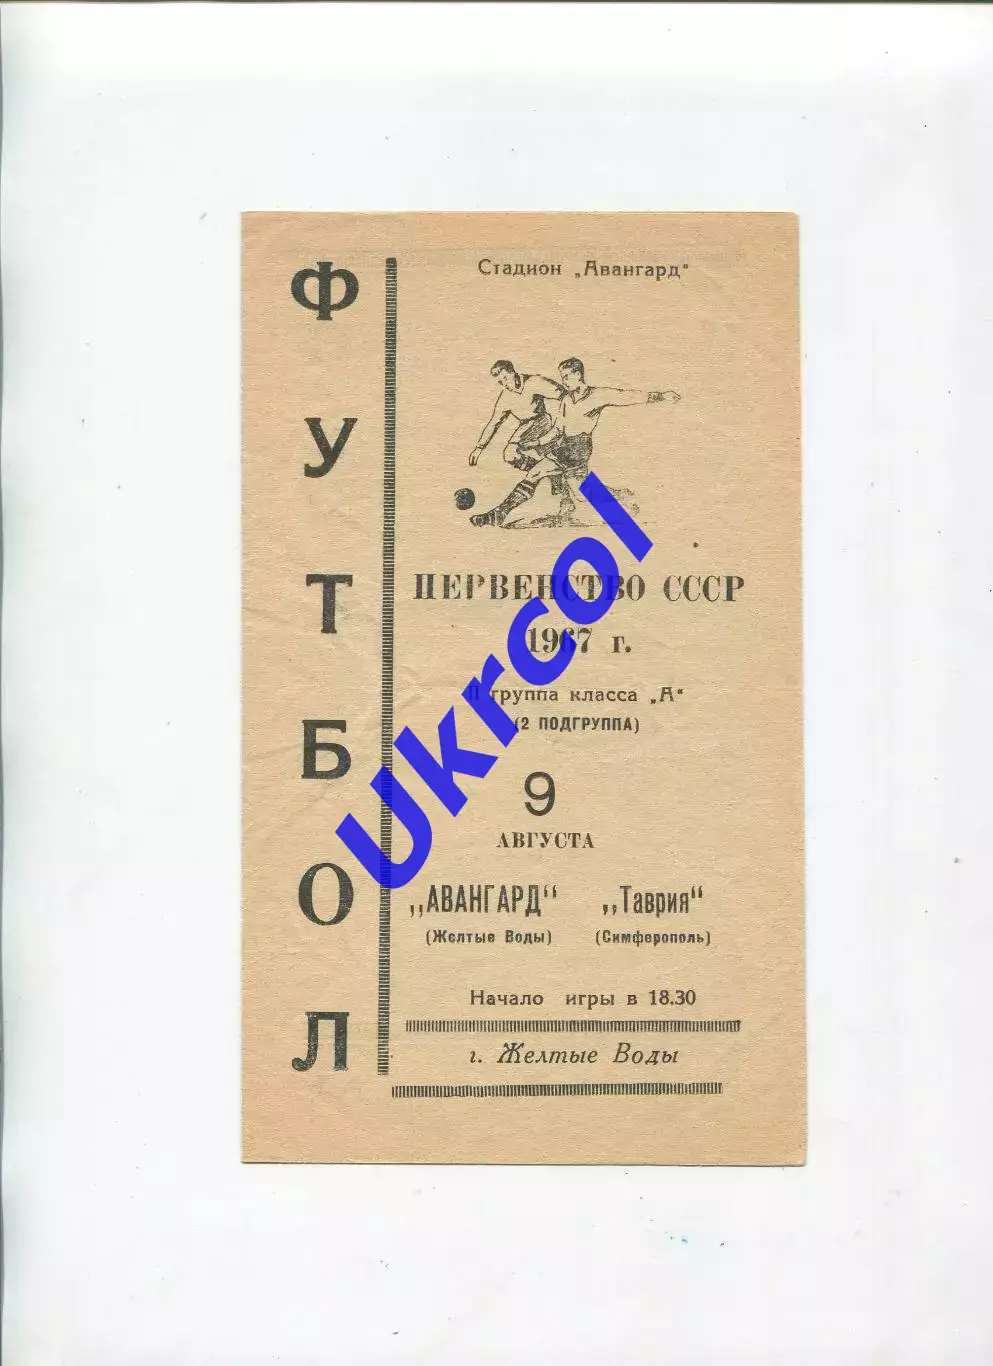 ФУТБОЛ
Стадион „Авангард"
ПЕРВЕНСТВО СССР
1967 г.
II группа класса „А"
(2 ПОДГРУППА)
9
АВГУСТА
„АВАНГАРД" „Таврия"
(Желтые Воды) (Симферополь)
Начало игры в 18.30
г. Желтые Воды
Ukrcol